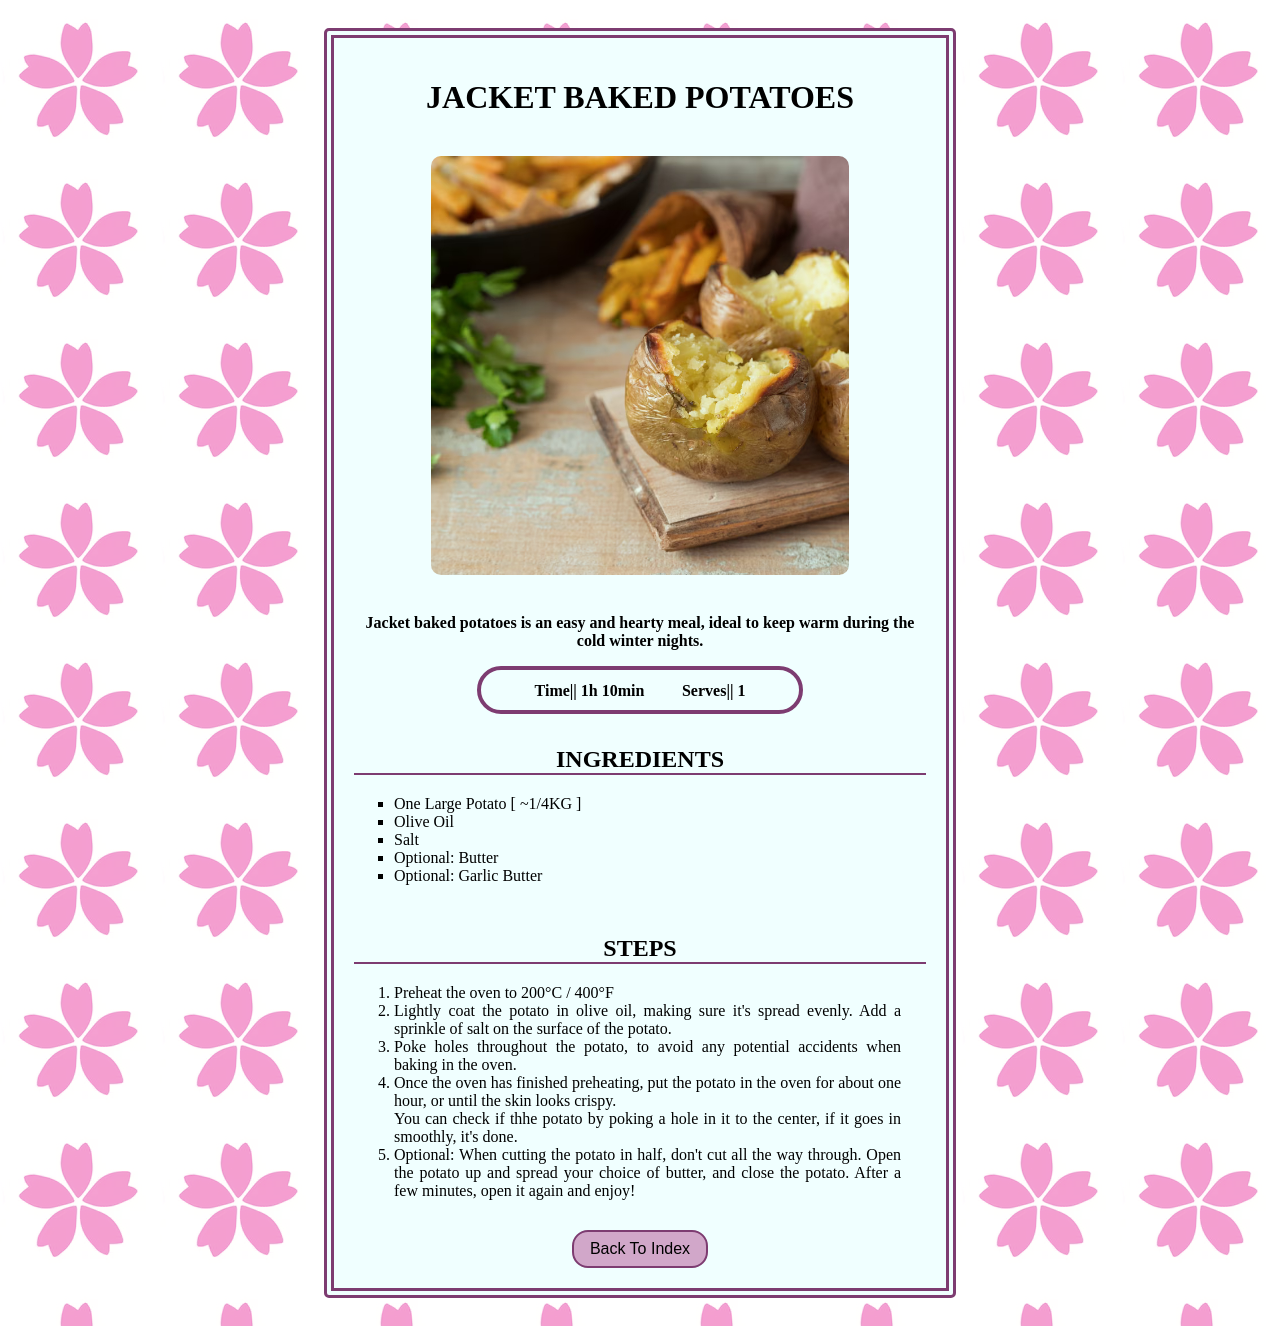 JACKET BAKED POTATOES
Jacket baked potatoes is an easy and hearty meal, ideal to keep warm during the
cold winter nights.
Time|| 1h 10min Serves|| 1
INGREDIENTS
▪ One Large Potato [ ~1/4KG ]
▪ Olive Oil
▪ Salt
▪ Optional: Butter
▪ Optional: Garlic Butter
STEPS
1. Preheat the oven to 200°C / 400°F
2. Lightly coat the potato in olive oil, making sure it's spread evenly. Add a
sprinkle of salt on the surface of the potato.
3. Poke holes throughout the potato, to avoid any potential accidents when
baking in the oven.
4. Once the oven has finished preheating, put the potato in the oven for about one
hour, or until the skin looks crispy.
You can check if thhe potato by poking a hole in it to the center, if it goes in
smoothly, it's done.
5. Optional: When cutting the potato in half, don't cut all the way through. Open
the potato up and spread your choice of butter, and close the potato. After a
few minutes, open it again and enjoy!
Back To Index